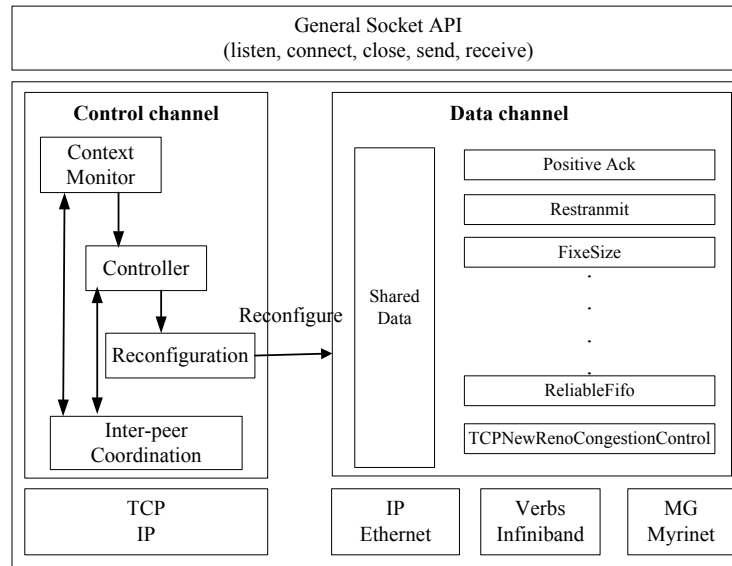 General Socket API
(listen, connect, close, send, receive)
Control channel
Context
Monitor
Controller
Reconfiguration
Inter-peer
Coordination
Reconfigure
Data channel
Shared
Data
Positive Ack
Restranmit
FixeSize
ReliableFifo
TCPNewRenoCongestionControl
TCP
IP
IP
Ethernet
Verbs
Infiniband
MG
Myrinet